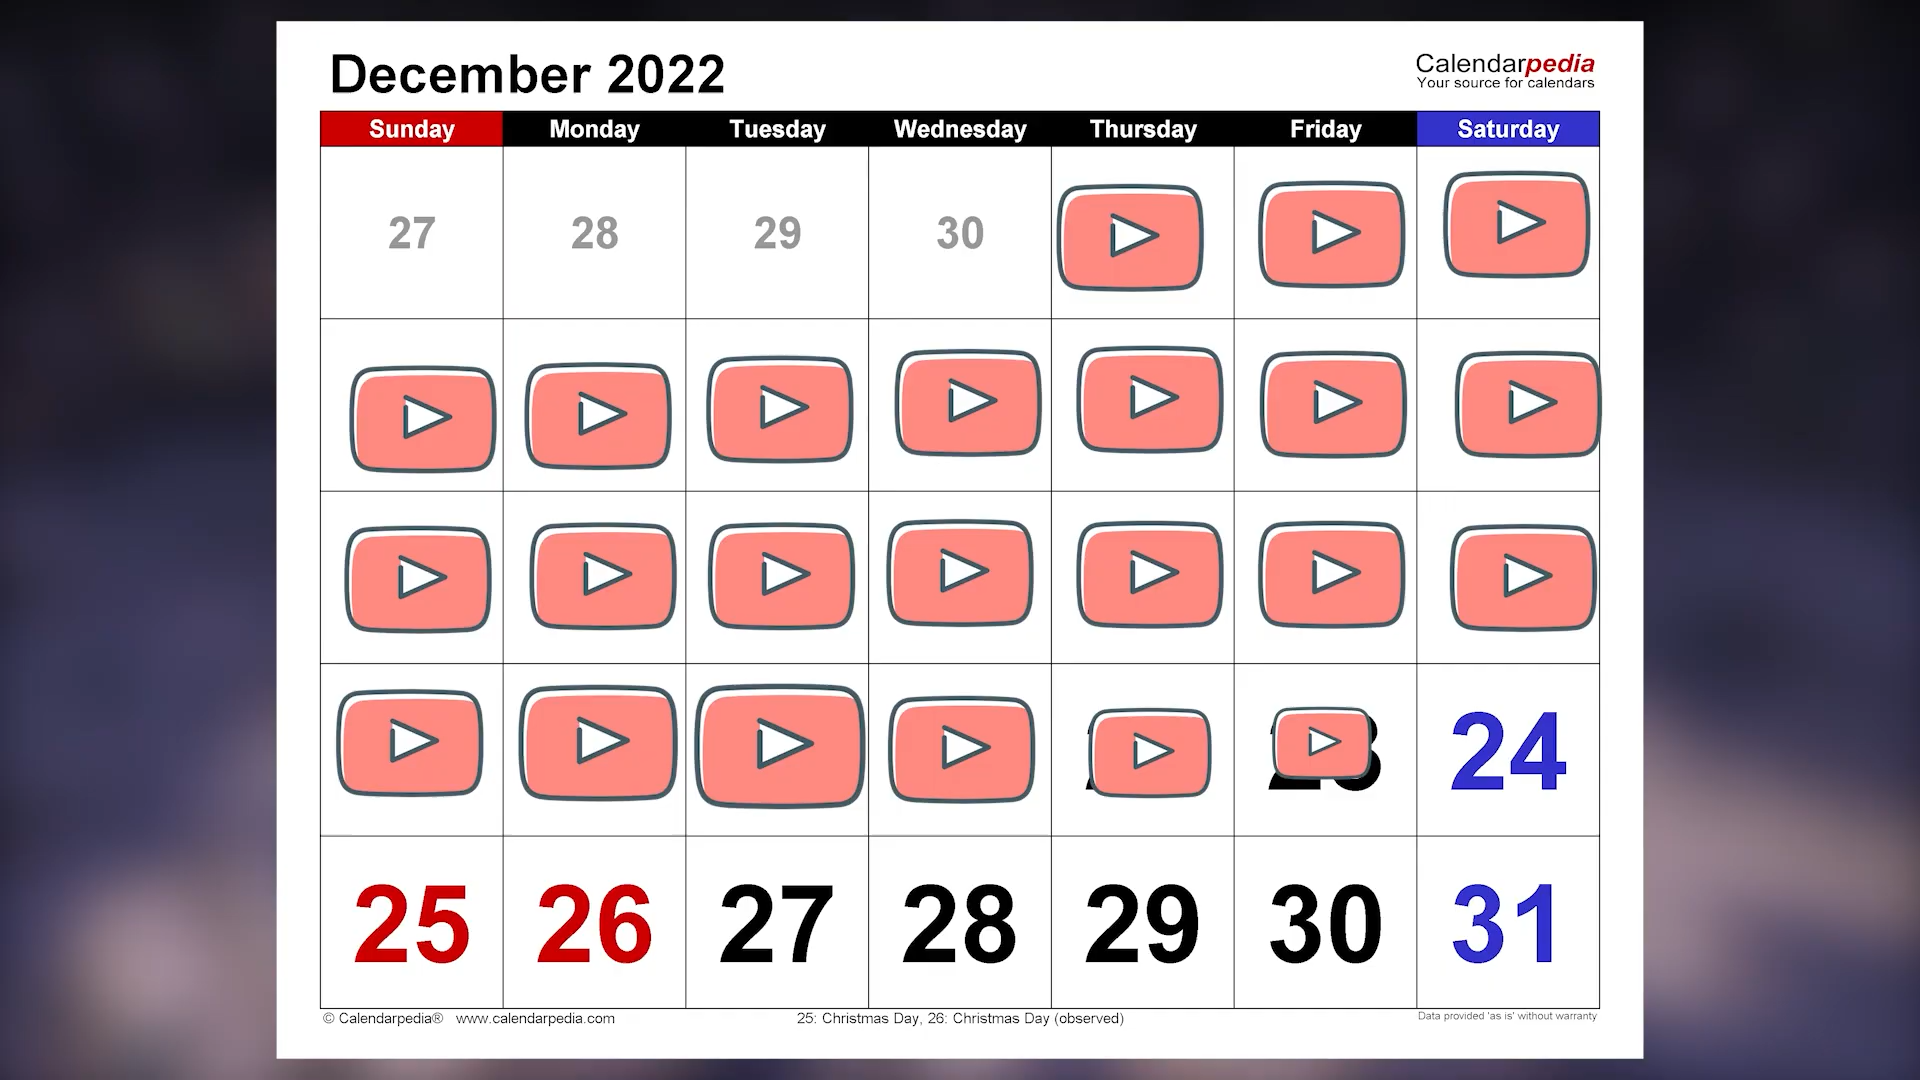 December 2022
Calendarpedia
Your source for calendars
Sunday Monday Tuesday Wednesday Thursday Friday Saturday
27 28 29 30
24
25 26 27 28 29 30 31
© Calendarpedia® www.calendarpedia.com
25: Christmas Day, 26: Christmas Day (observed)
Data provided 'as is' without warranty